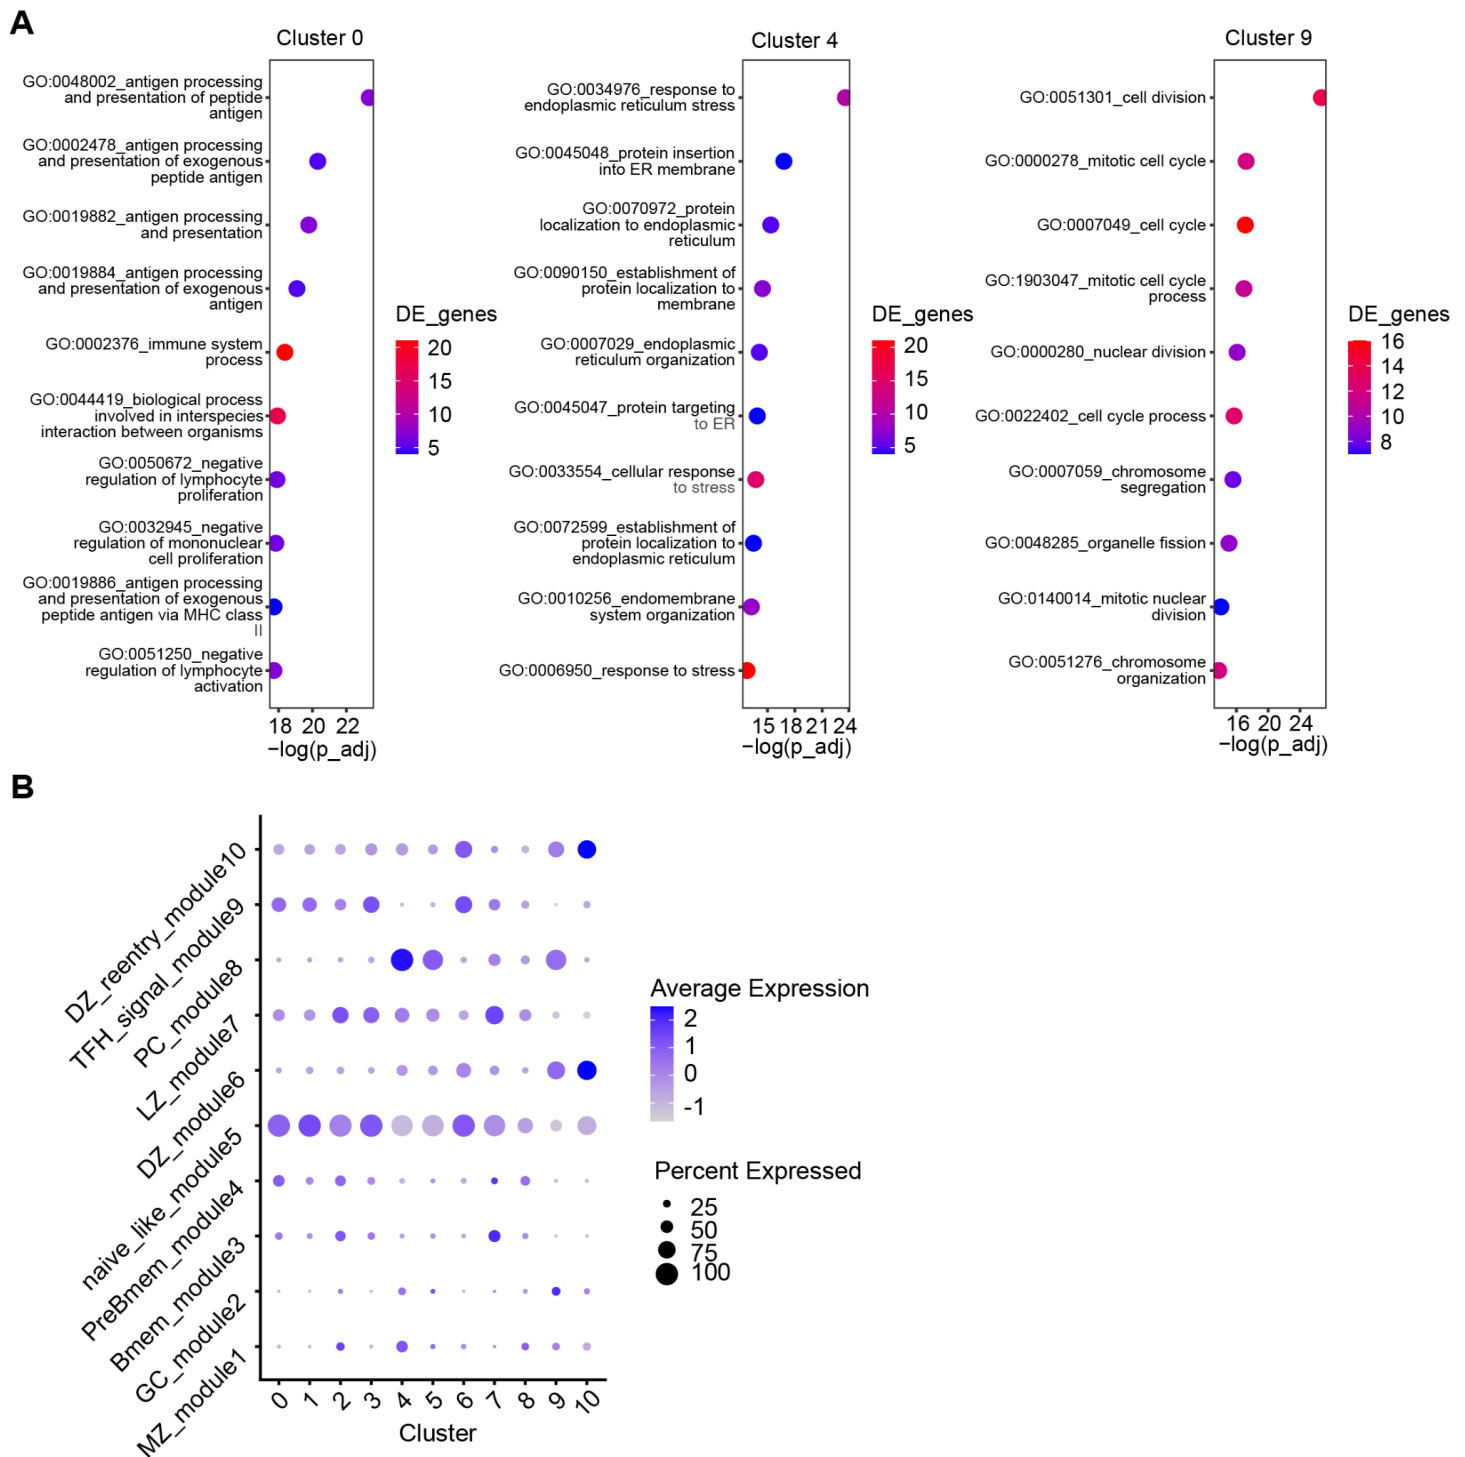 A
Cluster 0
GO:0048002_antigen processing
and presentation of peptide
antigen
GO:0002478_antigen processing
and presentation of exogenous
peptide antigen
GO:0019882_antigen processing
and presentation
GO:0019884_antigen processing
and presentation of exogenous
antigen
GO:0002376_immune system
process
GO:0044419_biological process
involved in interspecies
interaction between organisms
GO:0050672_negative
regulation of lymphocyte
proliferation
GO:0032945_negative
regulation of mononuclear
cell proliferation
GO:0019886_antigen processing
and presentation of exogenous
peptide antigen via MHC class
II
GO:0051250_negative
regulation of lymphocyte
activation
18 20 22
−log(p_adj)
DE_genes
20
15
10
5
Cluster 4
GO:0034976_response to
endoplasmic reticulum stress
GO:0045048_protein insertion
into ER membrane
GO:0070972_protein
localization to endoplasmic
reticulum
GO:0090150_establishment of
protein localization to
membrane
GO:0007029_endoplasmic
reticulum organization
GO:0045047_protein targeting
to ER
GO:0033554_cellular response
to stress
GO:0072599_establishment of
protein localization to
endoplasmic reticulum
GO:0010256_endomembrane
system organization
GO:0006950_response to stress
15 18 21 24
−log(p_adj)
DE_genes
20
15
10
5
Cluster 9
GO:0051301_cell division
GO:0000278_mitotic cell cycle
GO:0007049_cell cycle
GO:1903047_mitotic cell cycle
process
GO:0000280_nuclear division
GO:0022402_cell cycle process
GO:0007059_chromosome
segregation
GO:0048285_organelle fission
GO:0140014_mitotic nuclear
division
GO:0051276_chromosome
organization
16 20 24
−log(p_adj)
DE_genes
16
14
12
10
8
B
DZ_reentry_module10
TFH_signal_module9
PC_module8
LZ_module7
DZ_module6
naive_like_module5
PreBmem_module4
Bmem_module3
GC_module2
MZ_module1
0 1 2 3 4 5 6 7 8 9 10
Cluster
Average Expression
2
1
0
-1
Percent Expressed
25
50
75
100